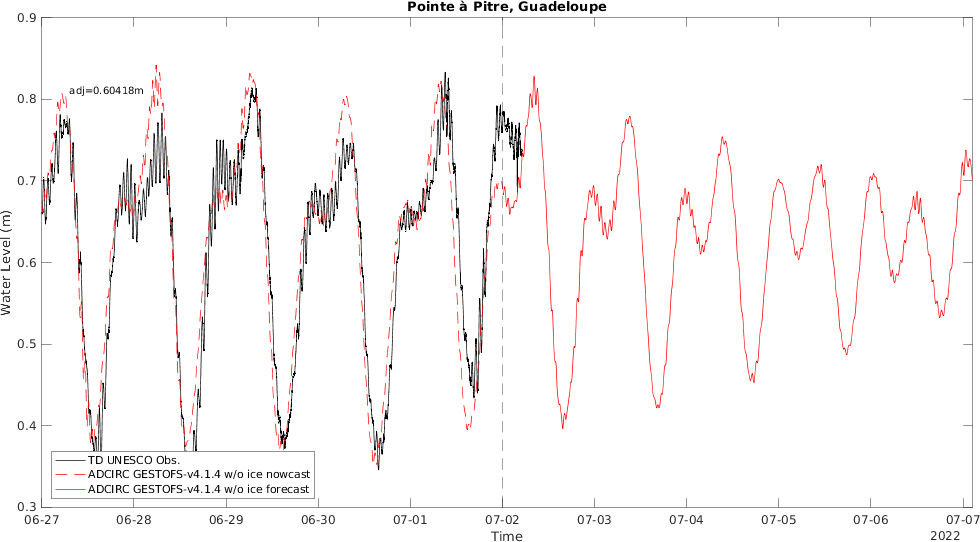 Pointe à Pitre, Guadeloupe
0.9
0.8
0.7
0.6
0.5
0.4
0.3
Water Level (m)
adj=0.60418m
TD UNESCO Obs.
ADCIRC GESTOFS-v4.1.4 w/o ice nowcast
ADCIRC GESTOFS-v4.1.4 w/o ice forecast
06-27 06-28 06-29 06-30 07-01 07-02 07-03 07-04 07-05 07-06 07-07
Time
2022